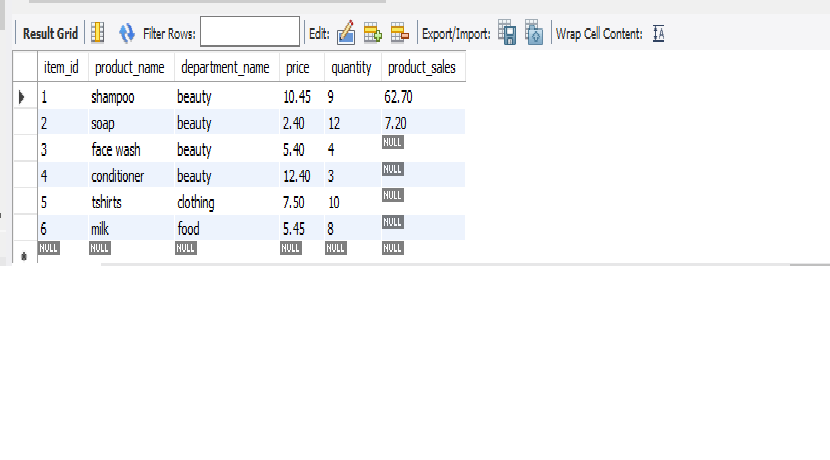 Result Grid Filter Rows: Edit: Export/Import: Wrap Cell Content: IA
item_id product_name department_name price quantity product_sales
1 shampoo beauty 10.45 9 62.70
2 soap beauty 2.40 12 7.20
3 face wash beauty 5.40 4 NULL
4 conditioner beauty 12.40 3 NULL
5 tshirts clothing 7.50 10 NULL
6 milk food 5.45 8 NULL
NULL NULL NULL NULL NULL NULL